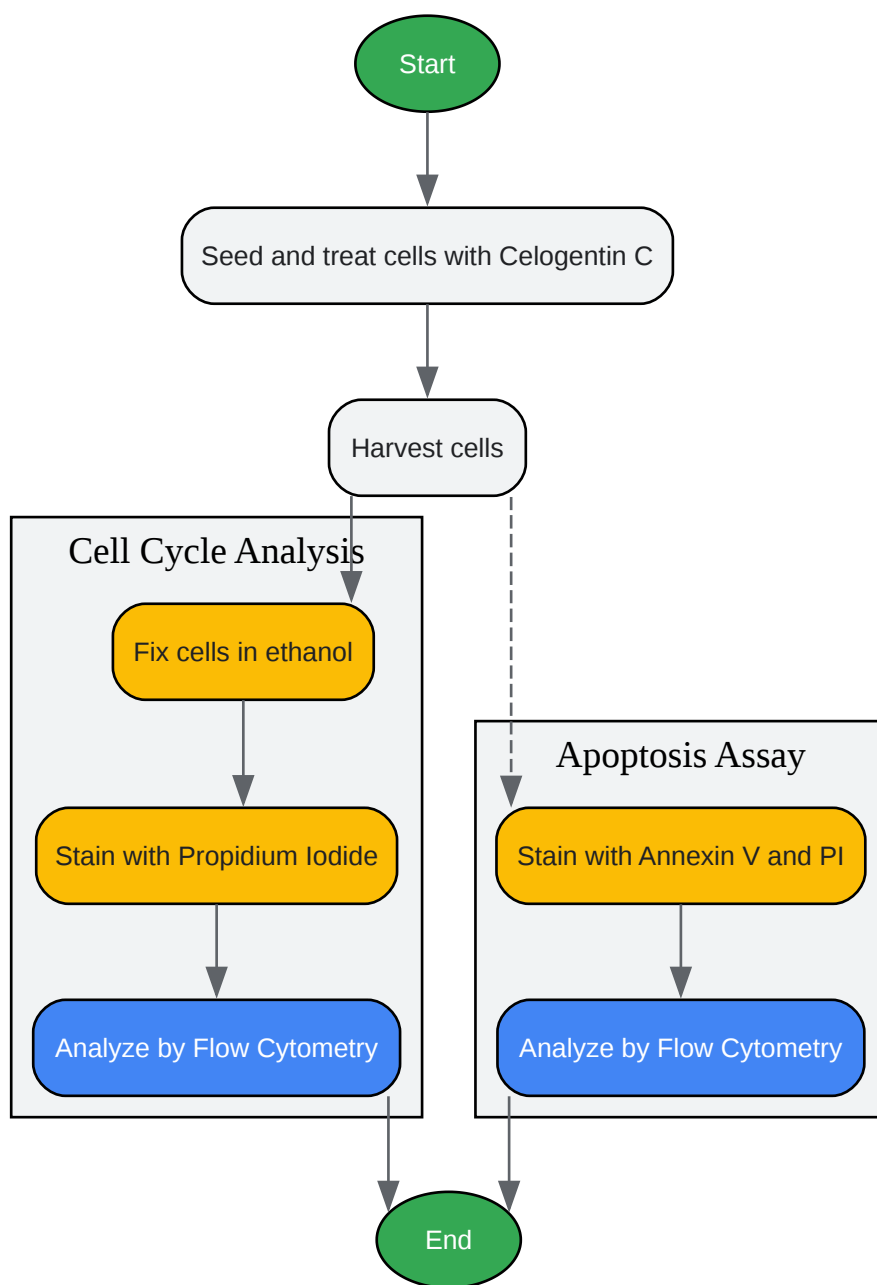 Start
Seed and treat cells with Celogentin C
Harvest cells
Cell Cycle Analysis
Fix cells in ethanol
Stain with Propidium Iodide
Analyze by Flow Cytometry
Apoptosis Assay
Stain with Annexin V and PI
Analyze by Flow Cytometry
End